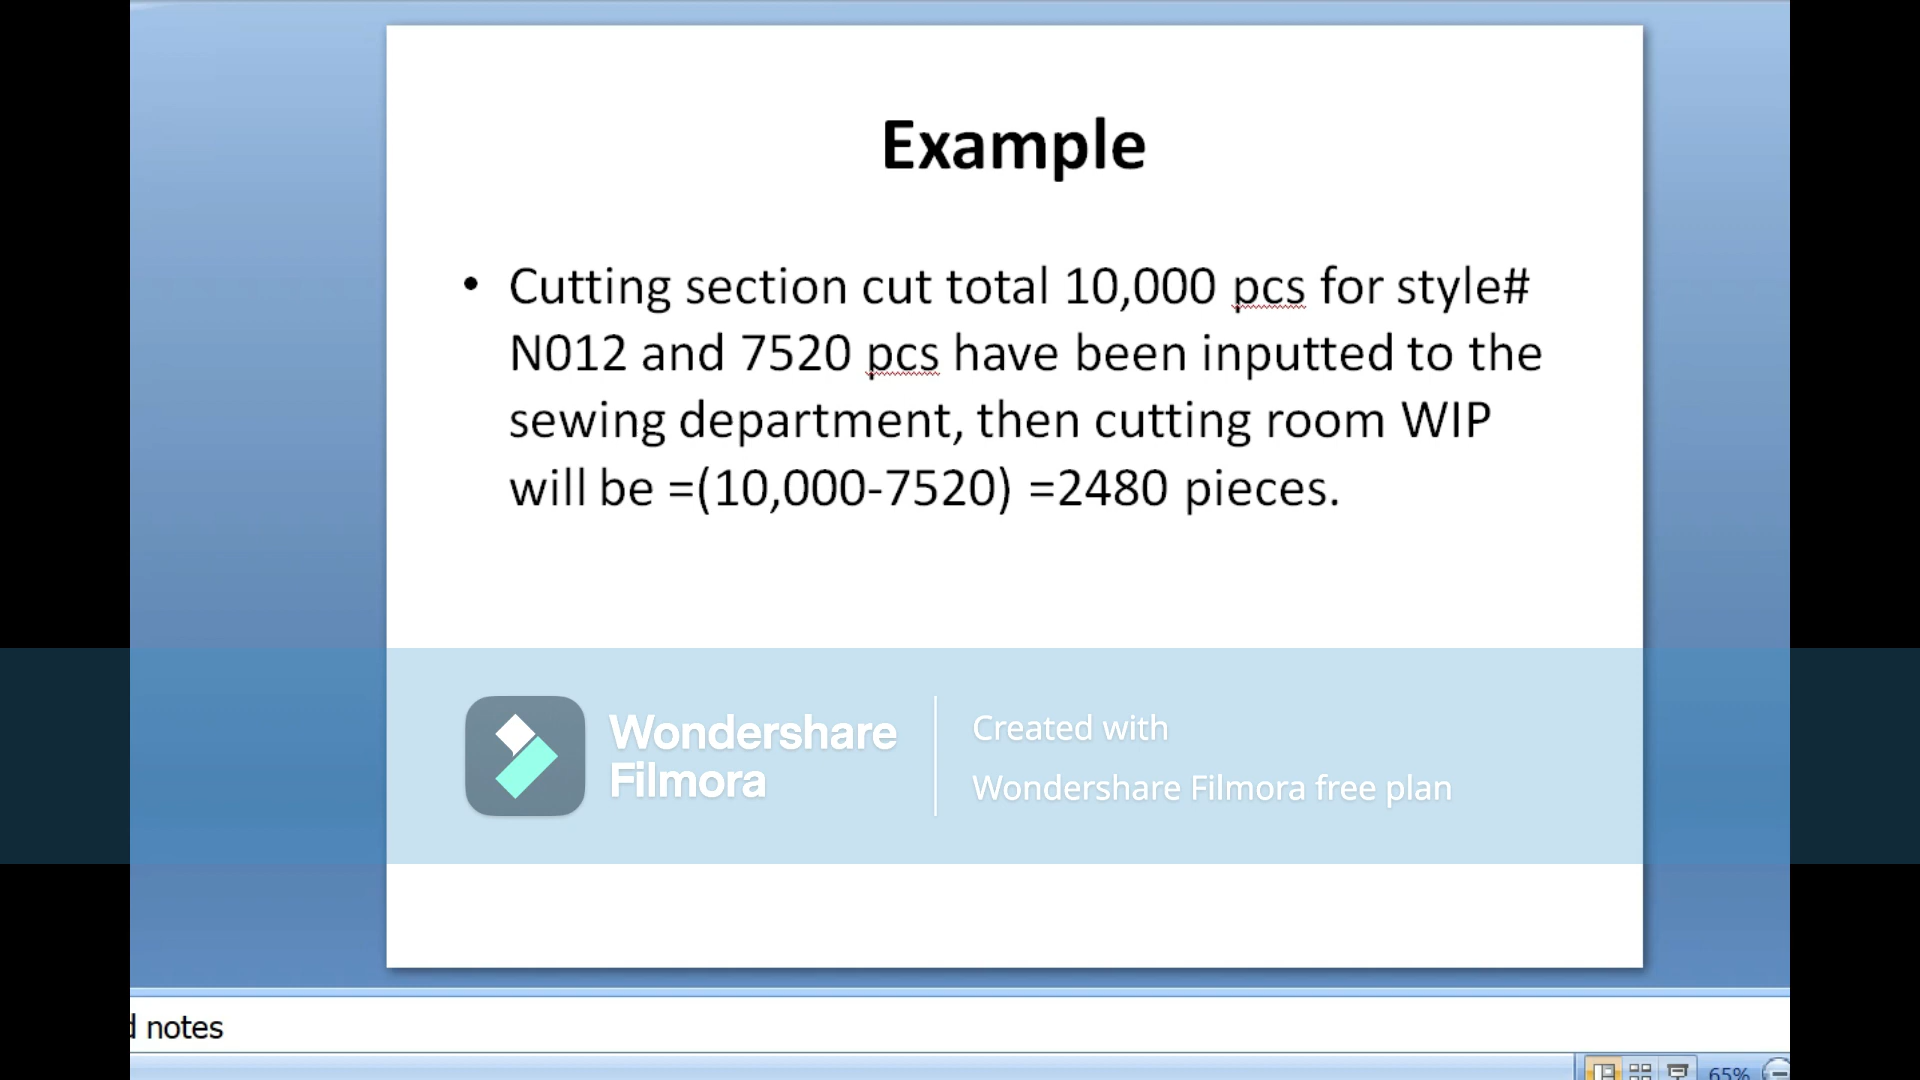 Example
• Cutting section cut total 10,000 pcs for style#
N012 and 7520 pcs have been inputted to the
sewing department, then cutting room WIP
will be =(10,000-7520) =2480 pieces.
Wondershare
Filmora
Created with
Wondershare Filmora free plan
notes
65%